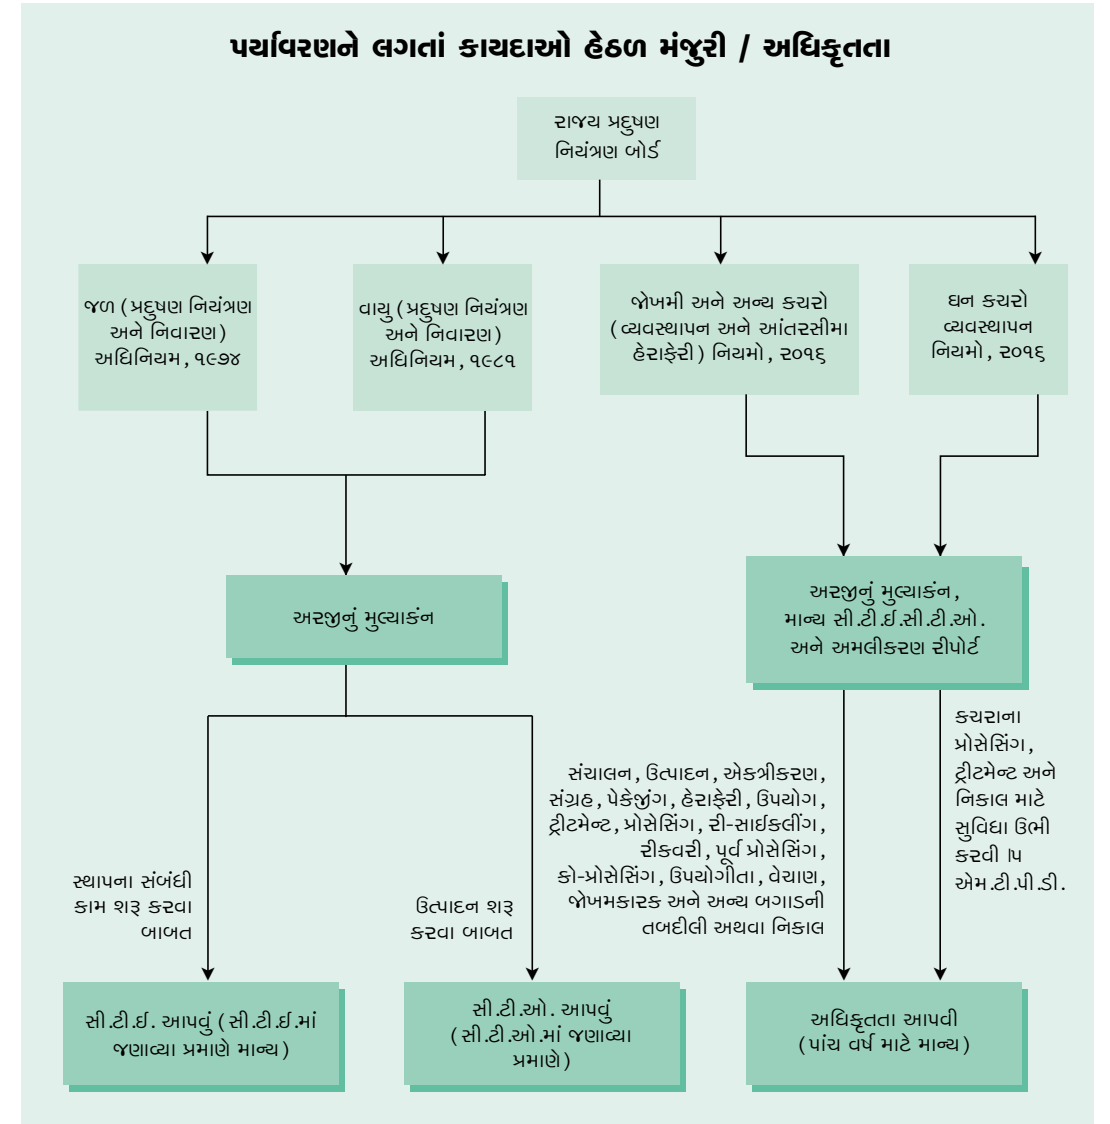 પર્યાવરણને લગતાં કાયદાઓ હેઠળ મંજુરી / અધિકૃતતા
રાજય પ્રદુષણ
નિયંત્રણ બોર્ડ
જળ (પ્રદુષણ નિયંત્રણ
અને નિવારણ)
અધિનિયમ, ૧૯૭૪
વાયુ (પ્રદુષણ નિયંત્રણ
અને નિવારણ)
અધિનિયમ, ૧૯૮૧
જોખમી અને અન્ય કચરો
(વ્યવસ્થાપન અને આંતરસીમા
હેરાફેરી) નિયમો, ૨૦૧૬
ઘન કચરો
વ્યવસ્થાપન
નિયમો, ૨૦૧૬
અરજીનું મુલ્યાકંન
અરજીનું મુલ્યાકંન,
માન્ય સી.ટી.ઈ.સી.ટી.ઓ.
અને અમલીકરણ રીપોર્ટ
સ્થાપના સંબંધી
કામ શરૂ કરવા
બાબત
ઉત્પાદન શરૂ
કરવા બાબત
સંચાલન, ઉત્પાદન, એકત્રીકરણ,
સંગ્રહ, પેકેજીંગ, હેરાફેરી, ઉપયોગ,
ટ્રીટમેન્ટ, પ્રોસેસિંગ, રી-સાઈકલીંગ,
રીકવરી, પૂર્વ પ્રોસેસિંગ,
કો-પ્રોસેસિંગ, ઉપયોગીતા, વેચાણ,
જોખમકારક અને અન્ય બગાડની
તબદીલી અથવા નિકાલ
કચરાના
પ્રોસેસિંગ,
ટ્રીટમેન્ટ અને
નિકાલ માટે
સુવિધા ઉભી
કરવી ।પ
એમ.ટી.પી.ડી.
સી.ટી.ઈ. આપવું (સી.ટી.ઈ.માં
જણાવ્યા પ્રમાણે માન્ય)
સી.ટી.ઓ. આપવું
(સી.ટી.ઓ.માં જણાવ્યા
પ્રમાણે)
અધિકૃતતા આપવી
(પાંચ વર્ષ માટે માન્ય)